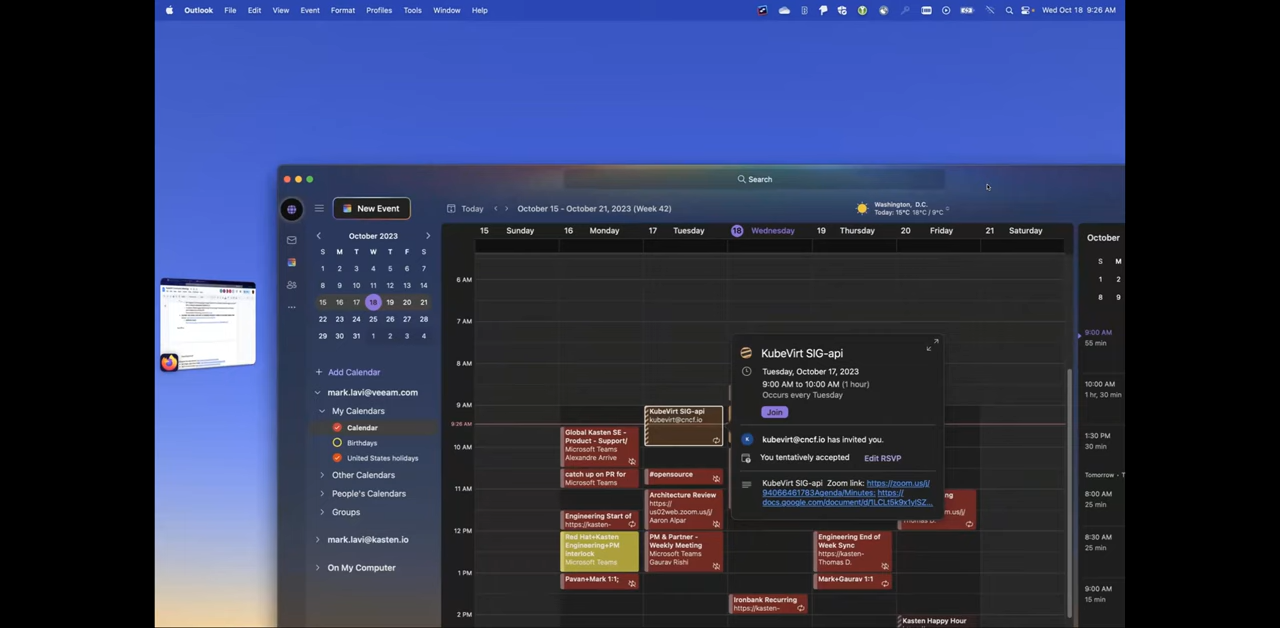 Outlook File Edit View Event Format Profiles Tools Window Help
Wed Oct 18 9:26 AM
Search
New Event
Today
October 15 - October 21, 2023 (Week 42)
Washington, D.C.
Today: 15°C 18°C / 9°C
October 2023
S M T W T F S
1 2 3 4 5 6 7
8 9 10 11 12 13 14
15 16 17 18 19 20 21
22 23 24 25 26 27 28
29 30 31 1 2 3 4
Add Calendar
mark.lavi@veeam.com
My Calendars
Calendar
Birthdays
United States holidays
Other Calendars
People's Calendars
Groups
mark.lavi@kasten.io
On My Computer
15 Sunday 16 Monday 17 Tuesday 18 Wednesday 19 Thursday 20 Friday 21 Saturday
6 AM
7 AM
8 AM
9 AM
9:26 AM
10 AM
11 AM
12 PM
1 PM
2 PM
Global Kasten SE -
Product - Support/
Microsoft Teams
Alexandre Arrive
catch up on PR for
Microsoft Teams
Engineering Start of
https://kasten-
Red Hat+Kasten
Engineering+PM
Interlock
Microsoft Teams
Pavan+Mark 1:1;
KubeVirt SIG-api
kubevirt@cncf.io
#opensource
Architecture Review
https://
us02web.zoom.us/j/
Aaron Alpar
PM & Partner -
Weekly Meeting
Microsoft Teams
Gaurav Rishi
Ironbank Recurring
https://kasten-
Engineering End of
Week Sync
https://kasten-
Thomas D.
Mark+Gaurav 1:1
Thomas D.
Kasten Happy Hour
KubeVirt SIG-api
Tuesday, October 17, 2023
9:00 AM to 10:00 AM (1 hour)
Occurs every Tuesday
Join
K
kubevirt@cncf.io has invited you.
You tentatively accepted Edit RSVP
KubeVirt SIG-api Zoom link: https://zoom.us/j/
94066461783Agenda/Minutes: https://
docs.google.com/document/d/1LCLt5k9x1vISZ...
October
S M
1 2
8 9
9:00 AM
55 min
10:00 AM
1 hr, 30 min
1:30 PM
30 min
Tomorrow
8:00 AM
25 min
8:30 AM
25 min
9:00 AM
15 min